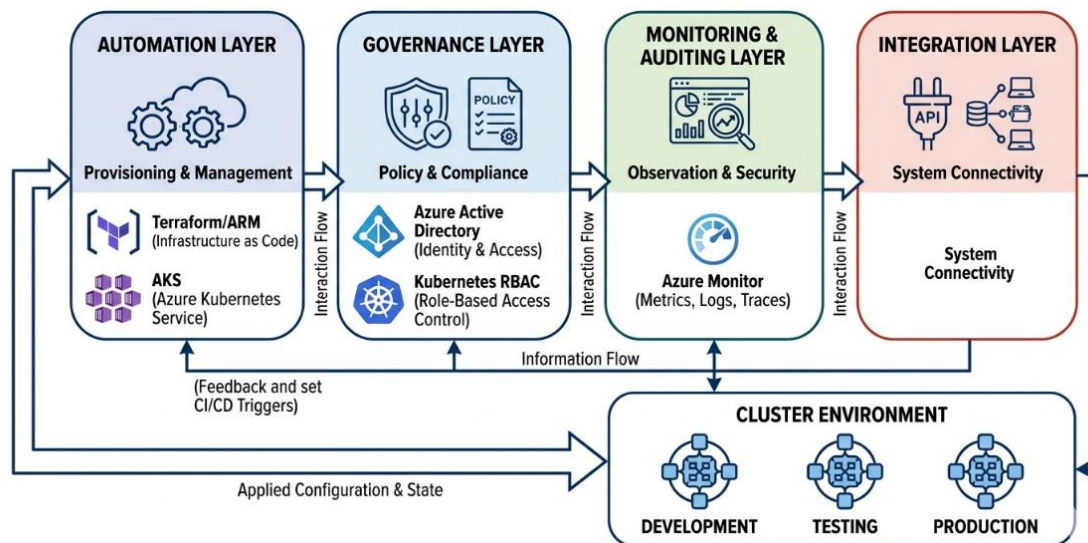 AUTOMATION LAYER
Provisioning & Management
Terraform/ARM
(Infrastructure as Code)
AKS
(Azure Kubernetes
Service)
Interaction Flow
GOVERNANCE LAYER
POLICY
Policy & Compliance
Azure Active
Directory
(Identity & Access)
Kubernetes RBAC
(Role-Based Access
Control)
Interaction Flow
MONITORING &
AUDITING LAYER
Observation & Security
Azure Monitor
(Metrics, Logs, Traces)
Interaction Flow
INTEGRATION LAYER
API
System Connectivity
System
Connectivity
Information Flow
(Feedback and set
CI/CD Triggers)
Applied Configuration & State
CLUSTER ENVIRONMENT
DEVELOPMENT
TESTING
PRODUCTION